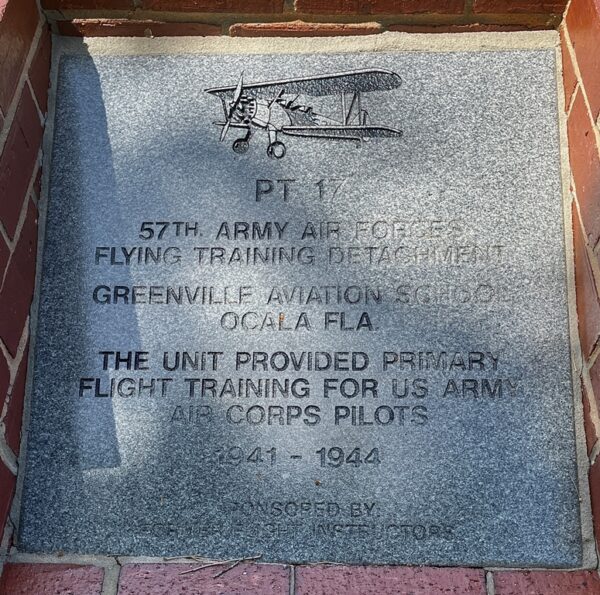 PT 17
57TH. ARMY AIR FORCES
FLYING TRAINING DETACHMENT
GREENVILLE AVIATION SCHOOL
OCALA FLA.
THE UNIT PROVIDED PRIMARY
FLIGHT TRAINING FOR US ARMY
AIR CORPS PILOTS
1941 - 1944
SPONSORED BY
FLIGHT INSTRUCTORS